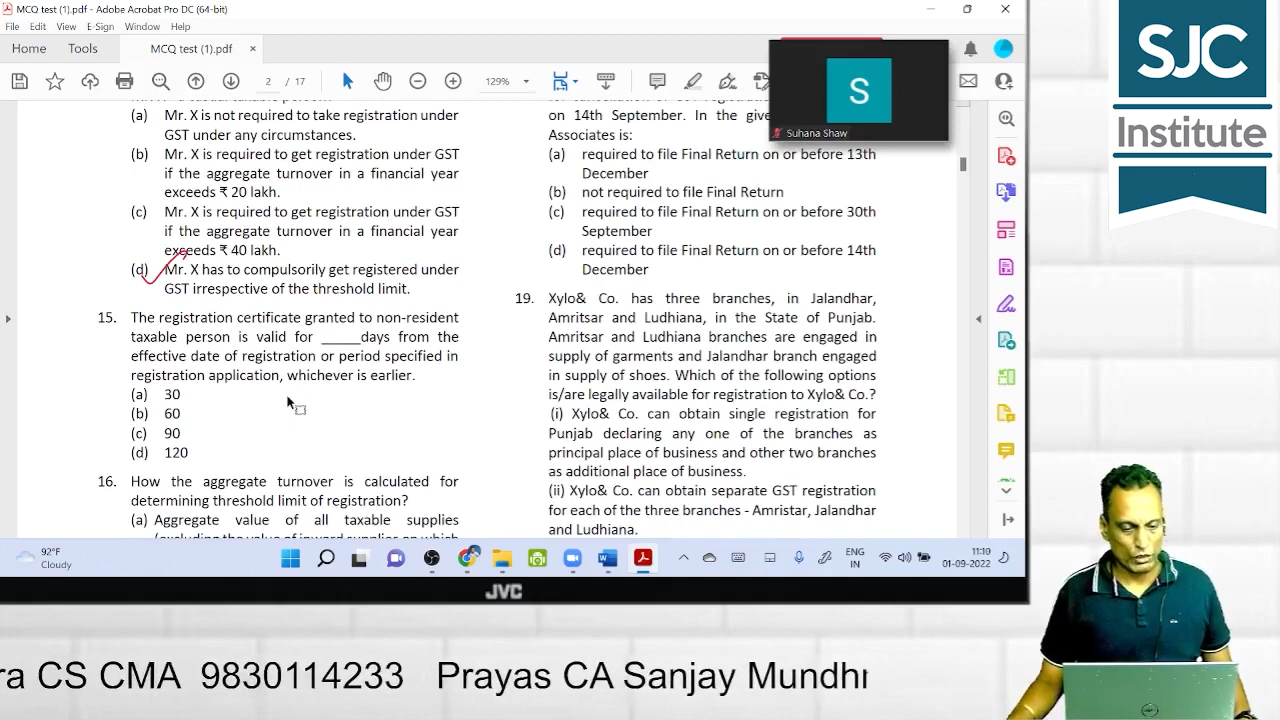 MCQ test (1).pdf - Adobe Acrobat Pro DC (64-bit)
File Edit View E-Sign Window Help
Home Tools MCQ test (1).pdf ×
2 / 17 129%
(a) Mr. X is not required to take registration under
GST under any circumstances.
(b) Mr. X is required to get registration under GST
if the aggregate turnover in a financial year
exceeds ₹ 20 lakh.
(c) Mr. X is required to get registration under GST
if the aggregate turnover in a financial year
exceeds ₹ 40 lakh.
(d) Mr. X has to compulsorily get registered under
GST irrespective of the threshold limit.
15. The registration certificate granted to non-resident
taxable person is valid for _____days from the
effective date of registration or period specified in
registration application, whichever is earlier.
(a) 30
(b) 60
(c) 90
(d) 120
16. How the aggregate turnover is calculated for
determining threshold limit of registration?
(a) Aggregate value of all taxable supplies
(excluding the value of inward supplies on which
on 14th September. In the given
Associates is:
(a) required to file Final Return on or before 13th
December
(b) not required to file Final Return
(c) required to file Final Return on or before 30th
September
(d) required to file Final Return on or before 14th
December
19. Xylo& Co. has three branches, in Jalandhar,
Amritsar and Ludhiana, in the State of Punjab.
Amritsar and Ludhiana branches are engaged in
supply of garments and Jalandhar branch engaged
in supply of shoes. Which of the following options
is/are legally available for registration to Xylo& Co.?
(i) Xylo& Co. can obtain single registration for
Punjab declaring any one of the branches as
principal place of business and other two branches
as additional place of business.
(ii) Xylo& Co. can obtain separate GST registration
for each of the three branches - Amristar, Jalandhar
and Ludhiana.
S
Suhana Shaw
SJC
Institute
92°F
Cloudy
ENG
IN
11:10
01-09-2022
JVC
ra CS CMA 9830114233 Prayas CA Sanjay Mundhr